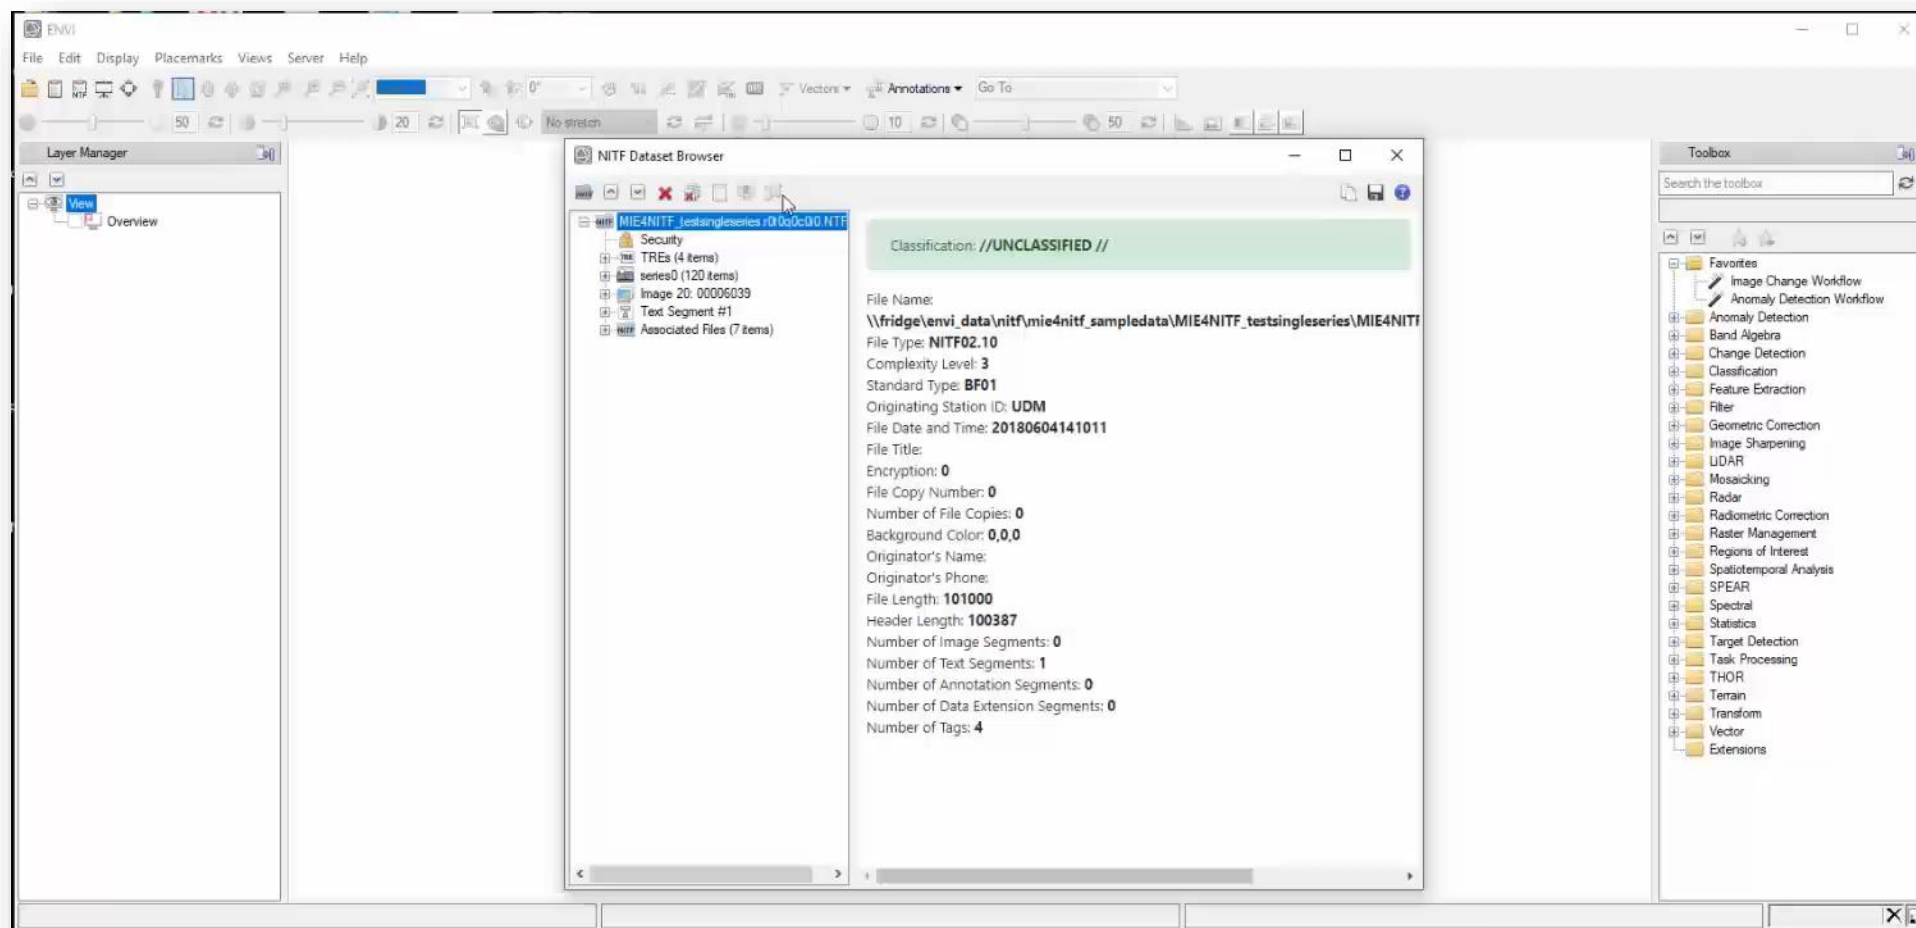 ENVI
File Edit Display Placemarks Views Server Help
0° Vectors Annotations Go To
50 20 No stretch 10 50
Layer Manager
View
Overview
NITF Dataset Browser
Security
TREs (4 items)
series0 (120 items)
Image 20: 00006039
Text Segment #1
Associated Files (7 items)
Classification: //UNCLASSIFIED //
File Name:
\\fridge\envi_data\nitf\mie4nitf_sampledata\MIE4NITF_testsingleseries\MIE4NITF
File Type: NITF02.10
Complexity Level: 3
Standard Type: BF01
Originating Station ID: UDM
File Date and Time: 20180604141011
File Title:
Encryption: 0
File Copy Number: 0
Number of File Copies: 0
Background Color: 0,0,0
Originator's Name:
Originator's Phone:
File Length: 101000
Header Length: 100387
Number of Image Segments: 0
Number of Text Segments: 1
Number of Annotation Segments: 0
Number of Data Extension Segments: 0
Number of Tags: 4
Toolbox
Search the toolbox
Favorites
Image Change Workflow
Anomaly Detection Workflow
Anomaly Detection
Band Algebra
Change Detection
Classification
Feature Extraction
Filter
Geometric Correction
Image Sharpening
LiDAR
Mosaicking
Radar
Radiometric Correction
Raster Management
Regions of Interest
Spatiotemporal Analysis
SPEAR
Spectral
Statistics
Target Detection
Task Processing
THOR
Terrain
Transform
Vector
Extensions